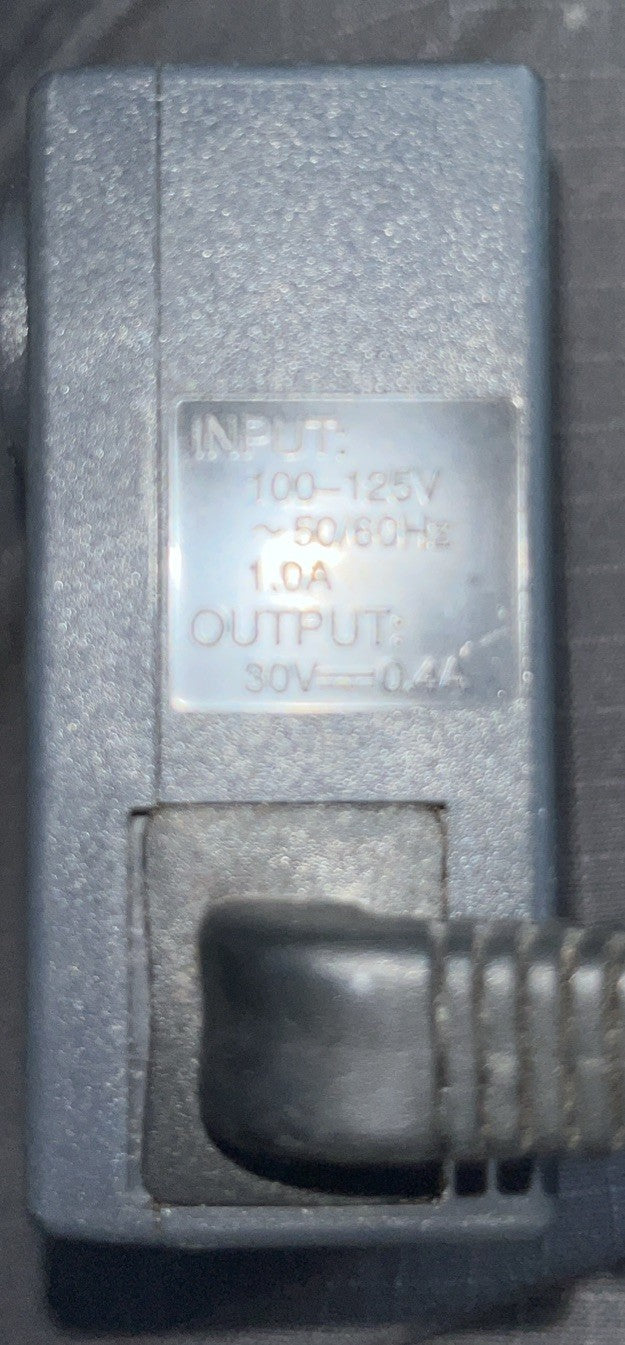 INPUT:
100-125V
~50/60Hz
1.0A
OUTPUT:
30V⎓0.4A